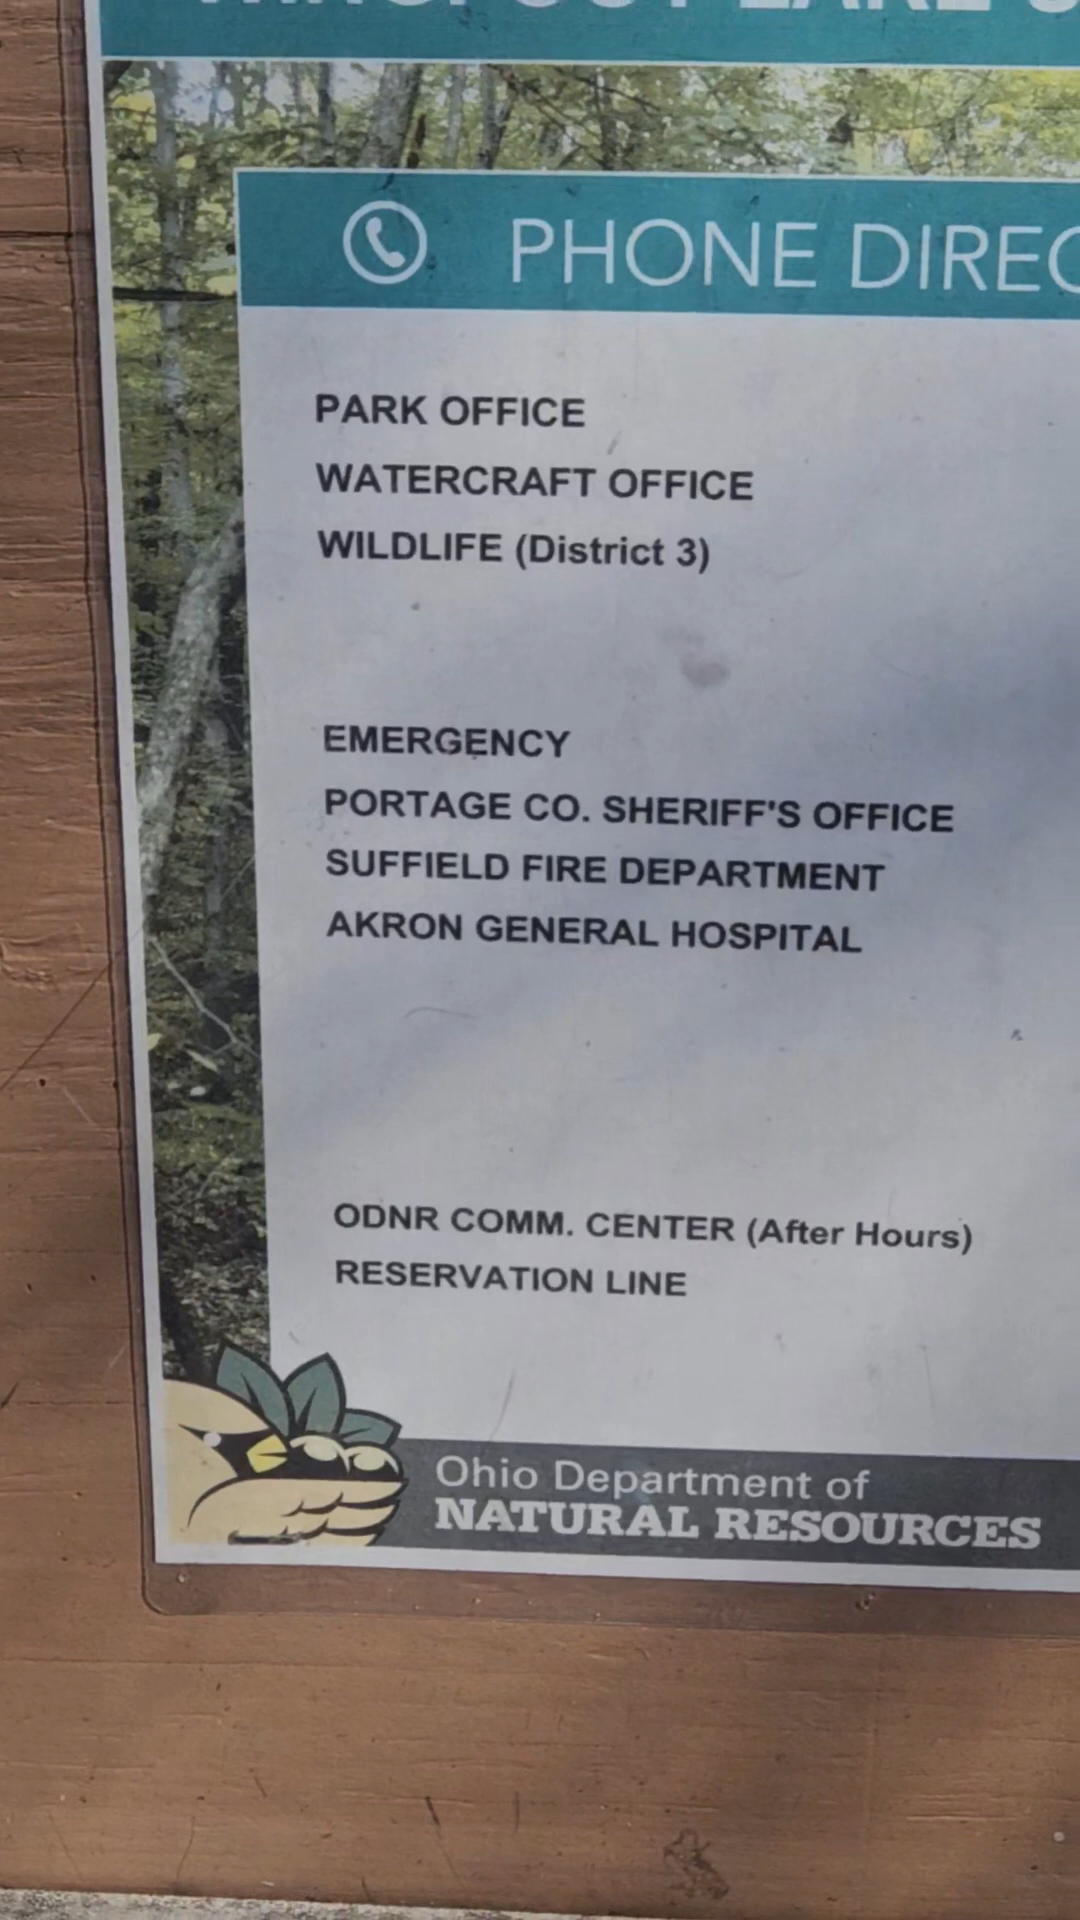 LAKE
PHONE
PARK OFFICE
WATERCRAFT OFFICE
WILDLIFE (District 3)
EMERGENCY
PORTAGE CO. SHERIFF'S OFFICE
SUFFIELD FIRE DEPARTMENT
AKRON GENERAL HOSPITAL
ODNR COMM. CENTER (After Hours)
RESERVATION LINE
Ohio Department of
NATURAL RESOURCES